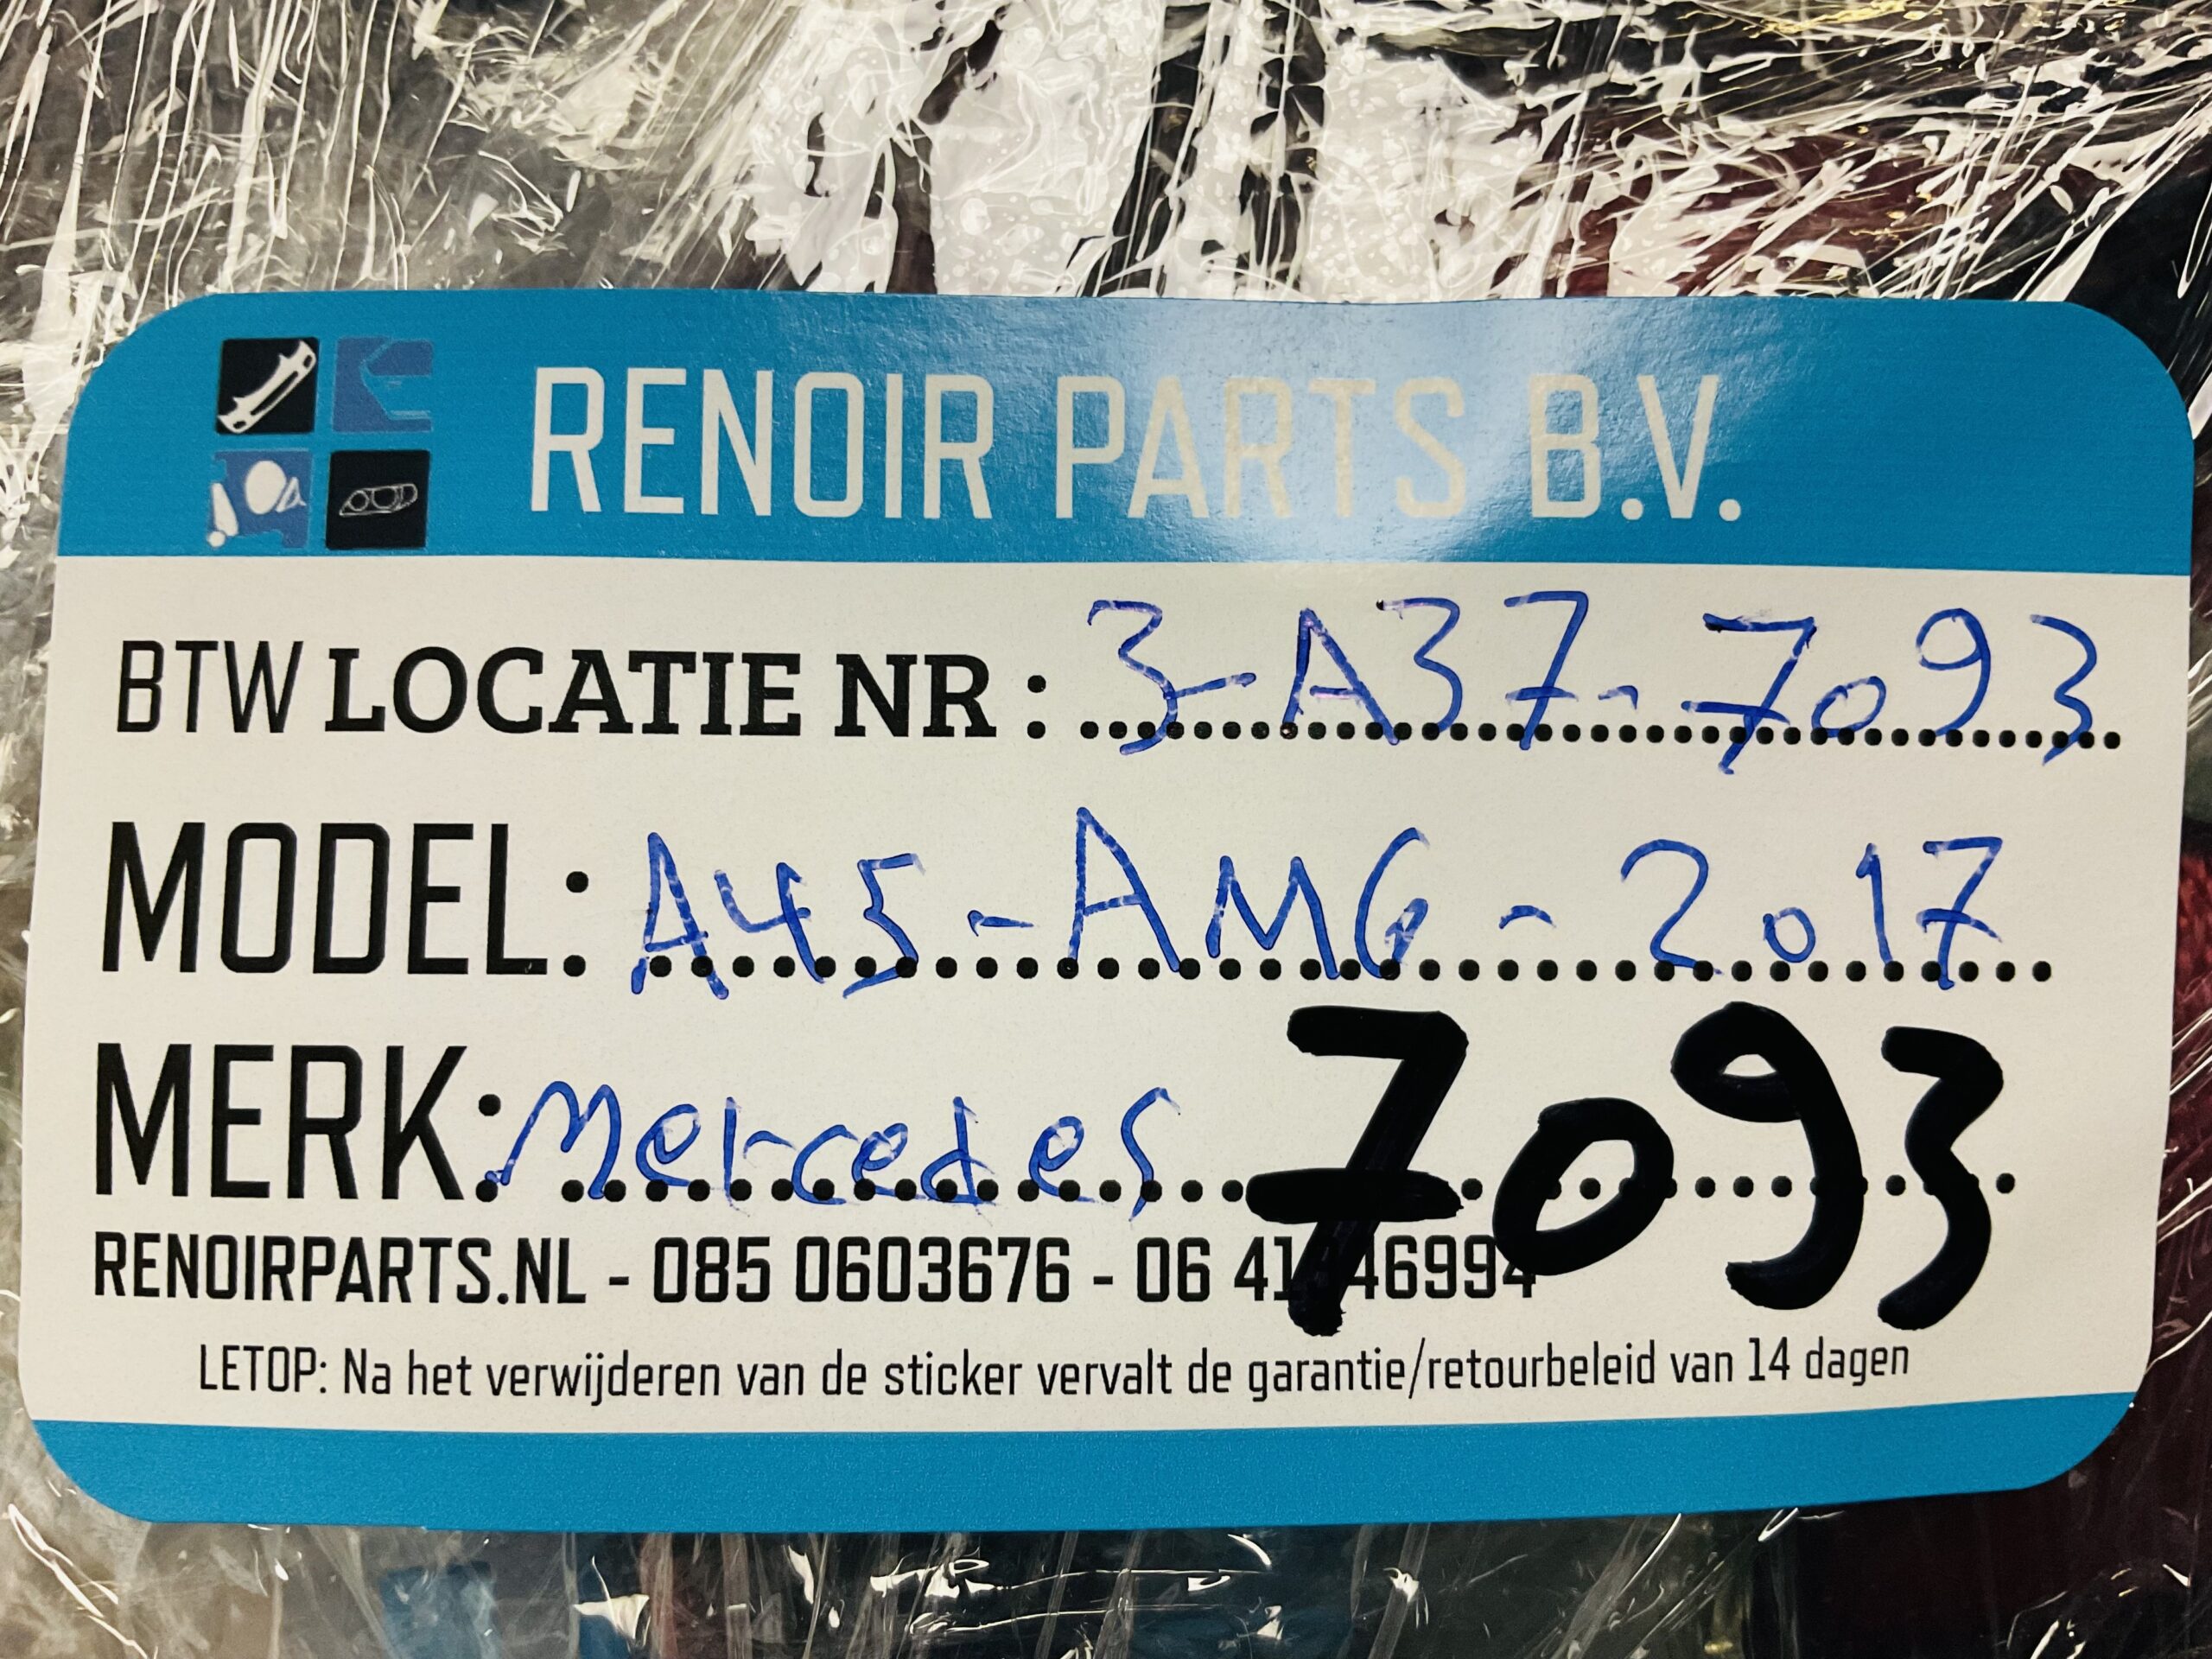 RENOIR PARTS B.V.
BTW LOCATIE NR : 3-A37-7093
MODEL: A45-AMG-2017
MERK: Mercedes 7093
RENOIRPARTS.NL - 085 0603676 - 06
LETOP: Na het verwijderen van de sticker vervalt de garantie/retourbeleid van 14 dagen